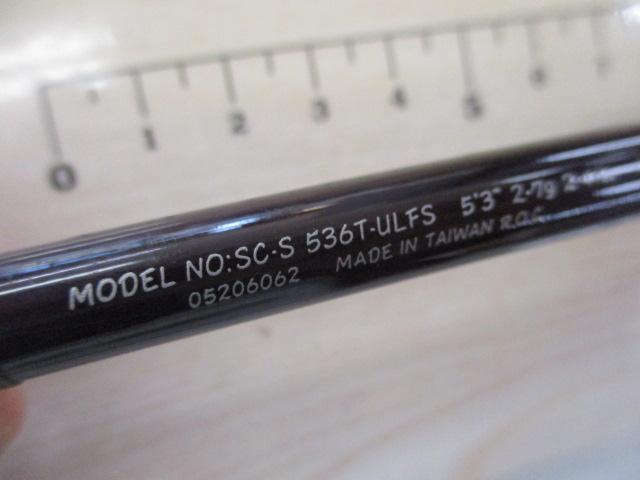 0 1 2 3 4 5 6
MODEL NO:SC-S 536T-ULFS 5'3" 2-7g
05206062 MADE IN TAIWAN R.O.C.